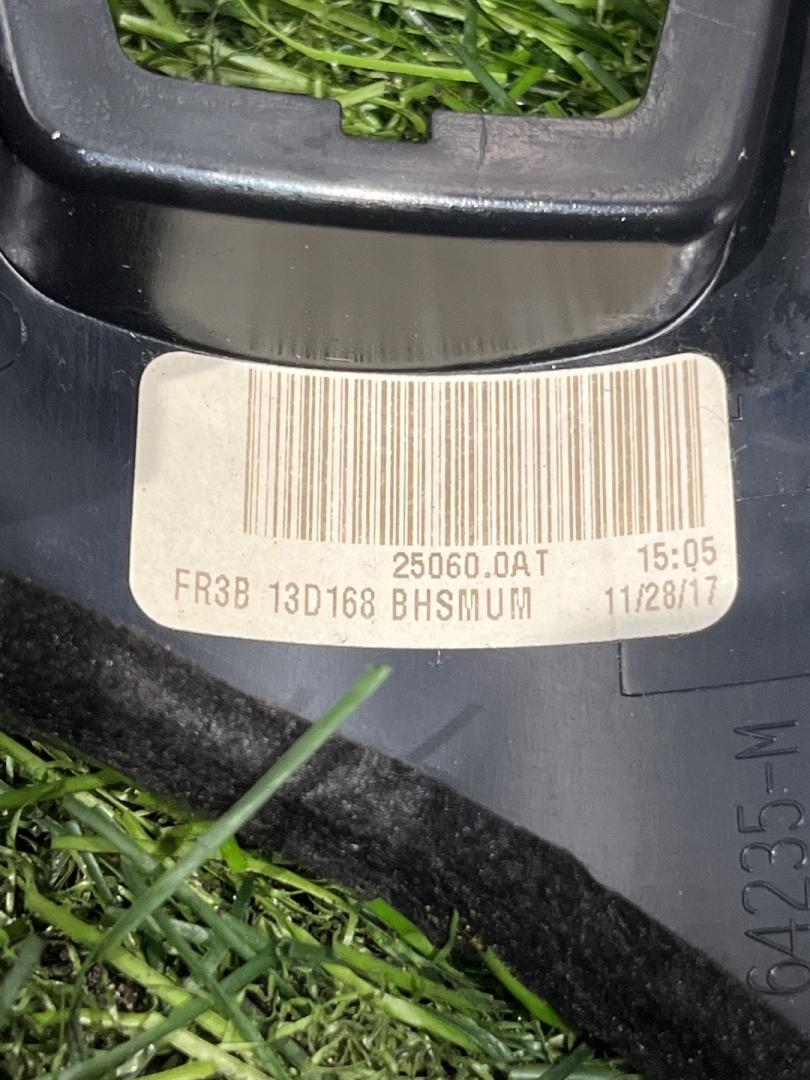 25060.0AT 15:05
FR3B 13D168 BHSMUM 11/28/17
64235-M